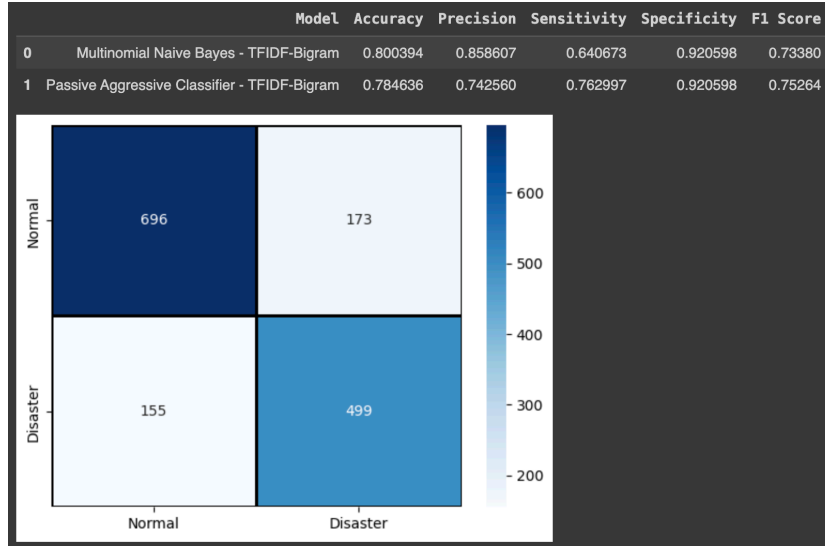 Model Accuracy Precision Sensitivity Specificity F1 Score
0 Multinomial Naive Bayes - TFIDF-Bigram 0.800394 0.858607 0.640673 0.920598 0.73380
1 Passive Aggressive Classifier - TFIDF-Bigram 0.784636 0.742560 0.762997 0.920598 0.75264
Normal
696 173
600
500
400
Disaster
155 499
300
200
Normal Disaster